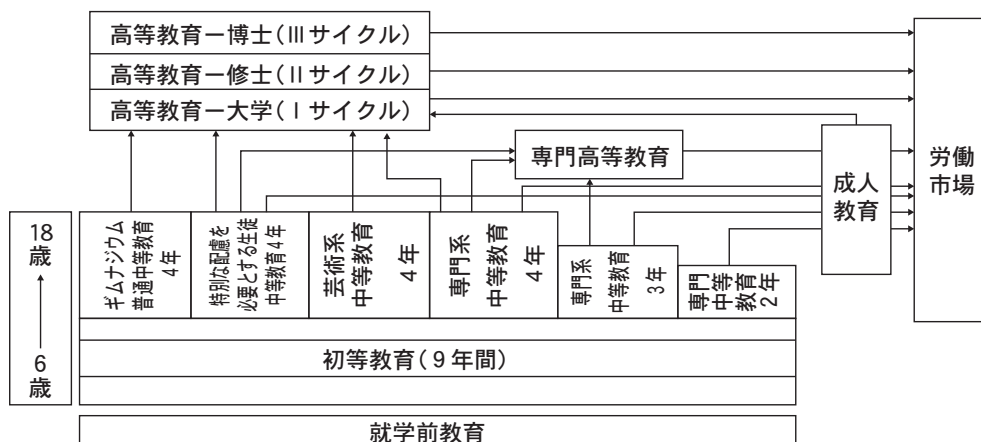 高等教育ー博士(Ⅲサイクル)
高等教育ー修士(Ⅱサイクル)
高等教育ー大学(Ⅰサイクル)
専門高等教育
成人
教育
労働
市場
18
歳
6
歳
ギムナジウム
普通中等教育
4年
特別な配慮を
必要とする生徒
中等教育4年
芸術系
中等教育
4年
専門系
中等教育
4年
専門系
中等教育
3年
専門
中等
教育
2年
初等教育(9年間)
就学前教育